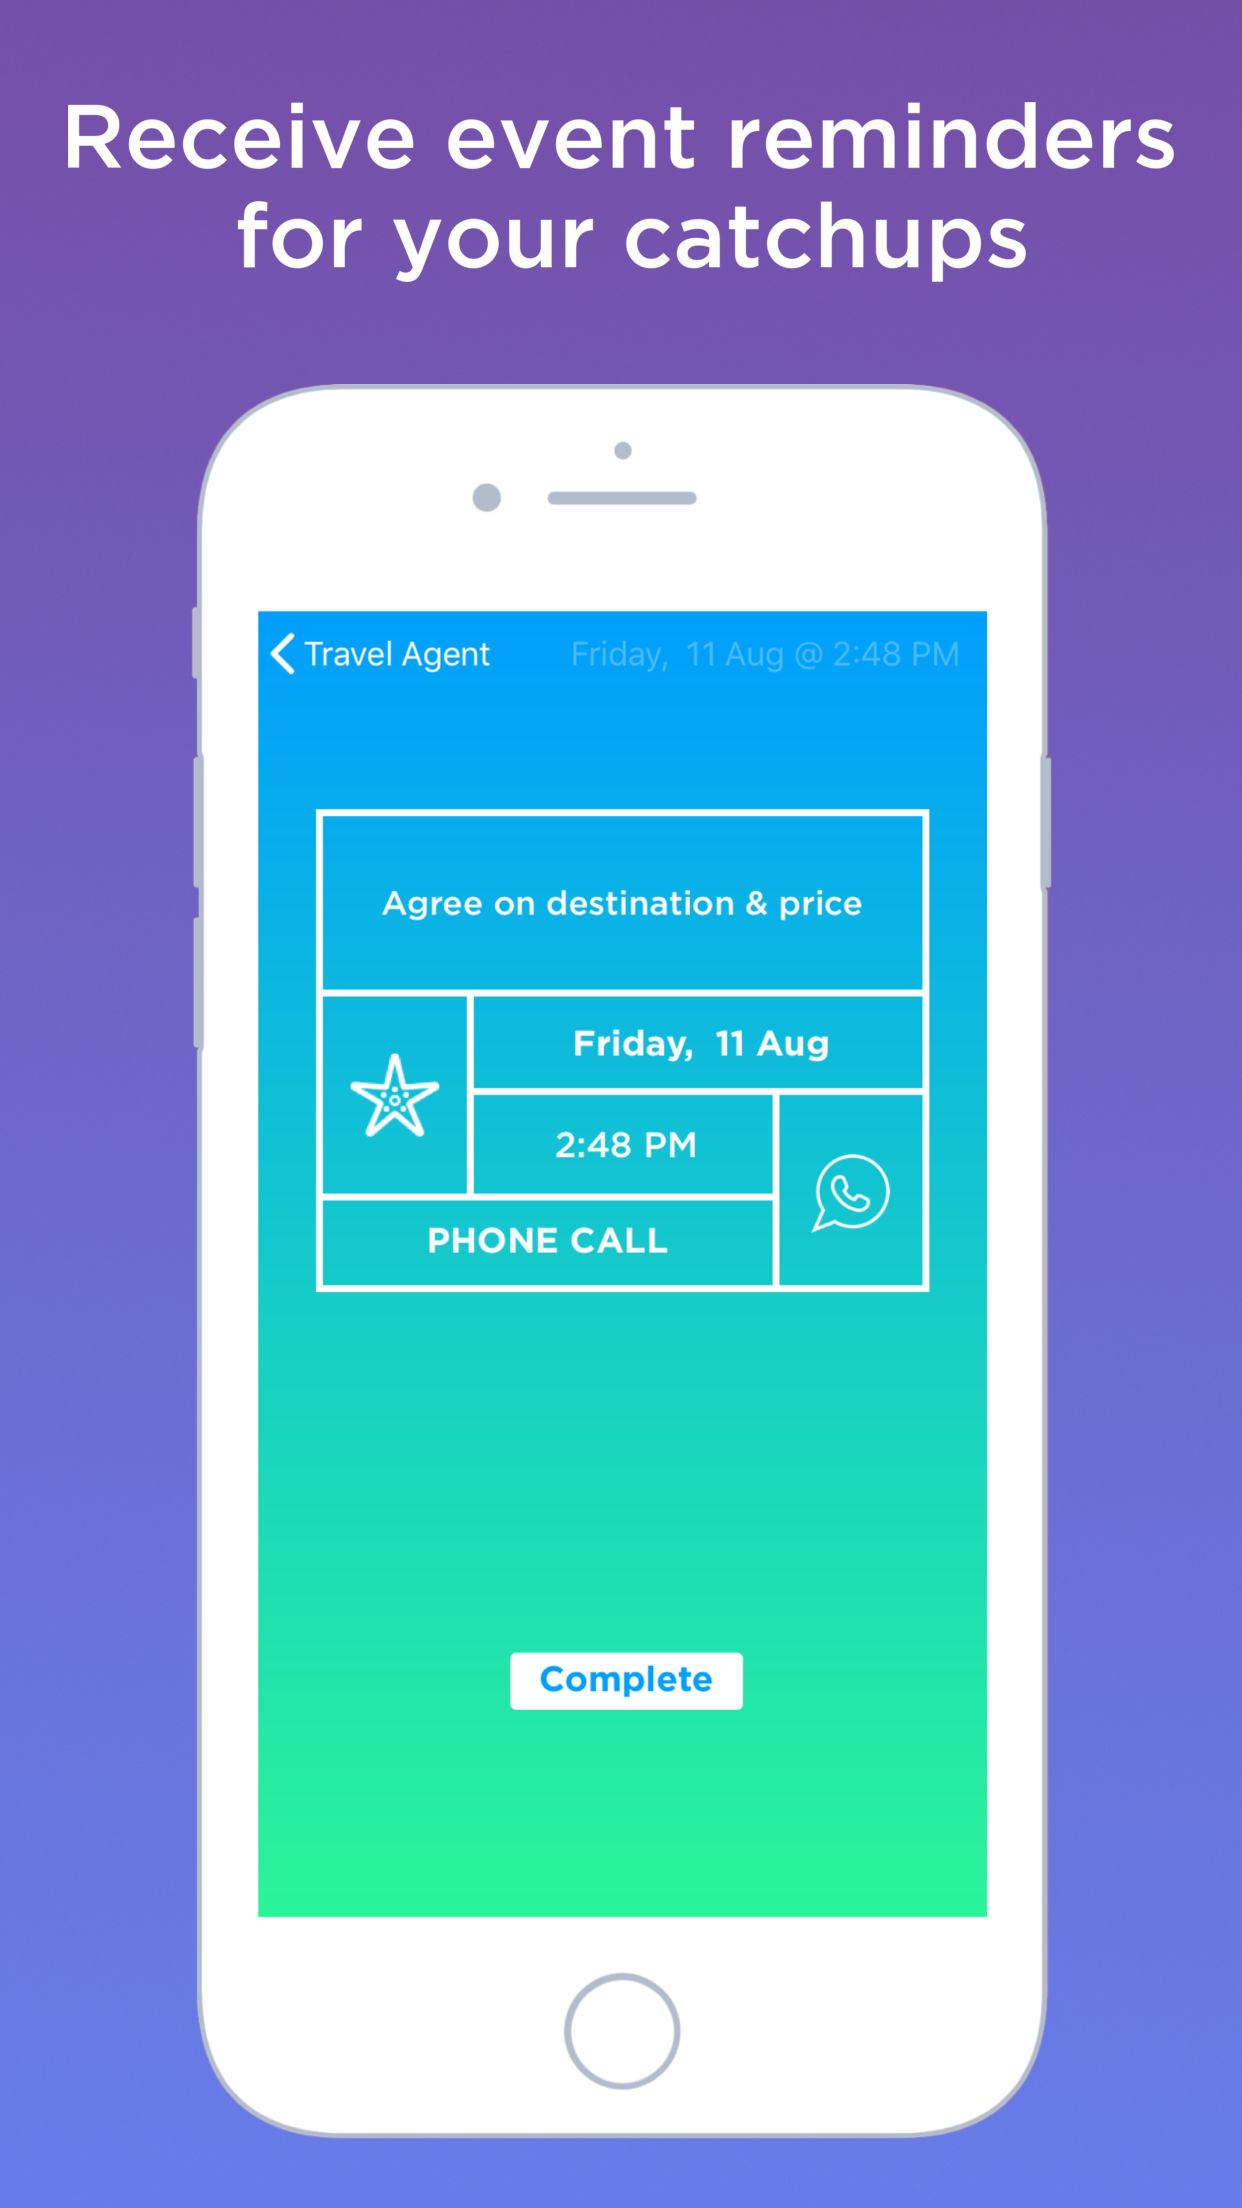 Receive event reminders
for your catchups
Travel Agent
Friday, 11 Aug @ 2:48 PM
Agree on destination & price
Friday, 11 Aug
2:48 PM
PHONE CALL
Complete